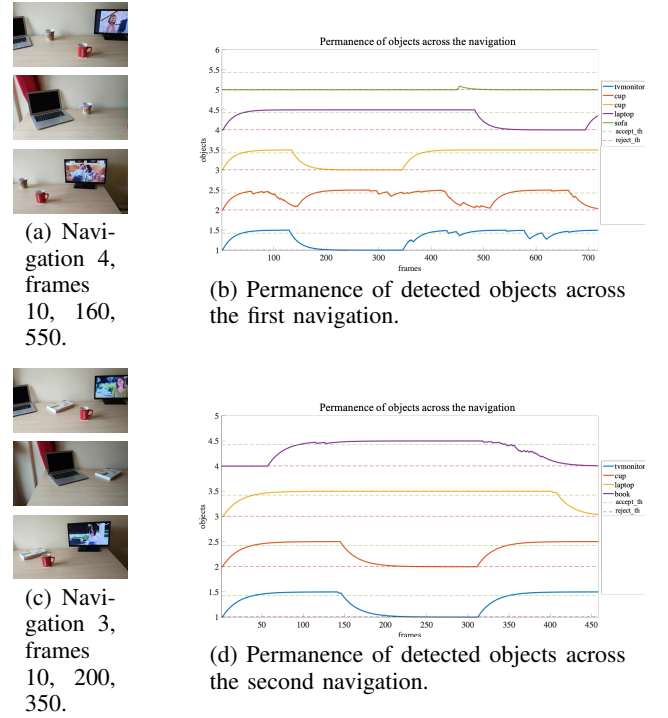 Permanence of objects across the navigation
objects
6
5.5
5
4.5
4
3.5
3
2.5
2
1.5
1
100
200
300
400
500
600
700
frames
tvmonitor
cup
cup
laptop
sofa
accept_th
reject_th
(a) Navi-
gation 4,
frames
10, 160,
550.
(b) Permanence of detected objects across
the first navigation.
Permanence of objects across the navigation
objects
5
4.5
4
3.5
3
2.5
2
1.5
1
50
100
150
200
250
300
350
400
450
frames
tvmonitor
cup
laptop
book
accept_th
reject_th
(c) Navi-
gation 3,
frames
10, 200,
350.
(d) Permanence of detected objects across
the second navigation.